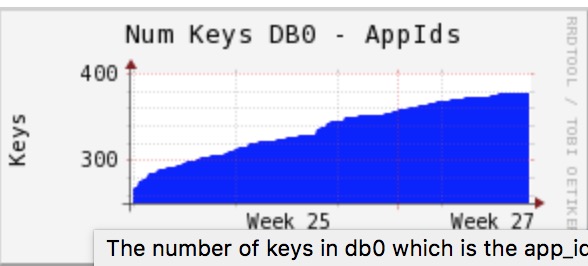 Num Keys DB0 - AppIds
RRDTOOL / TOBI OETIKE
Keys
400
300
Week 25 Week 27
The number of keys in db0 which is the app_i